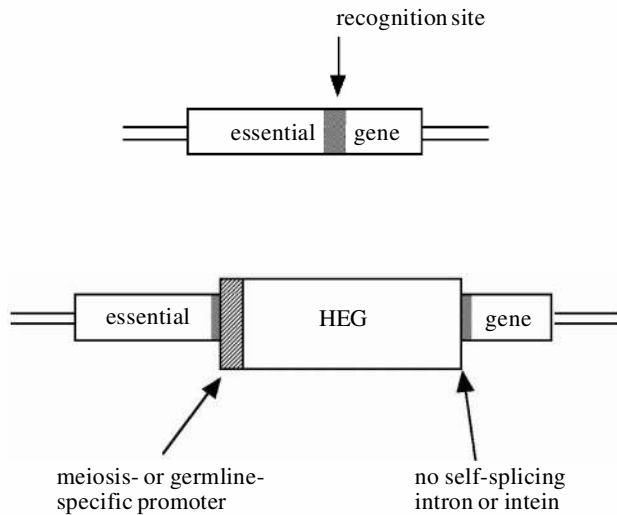 recognition site
essential gene
essential HEG gene
meiosis- or germline-
specific promoter
no self-splicing
intron or intein